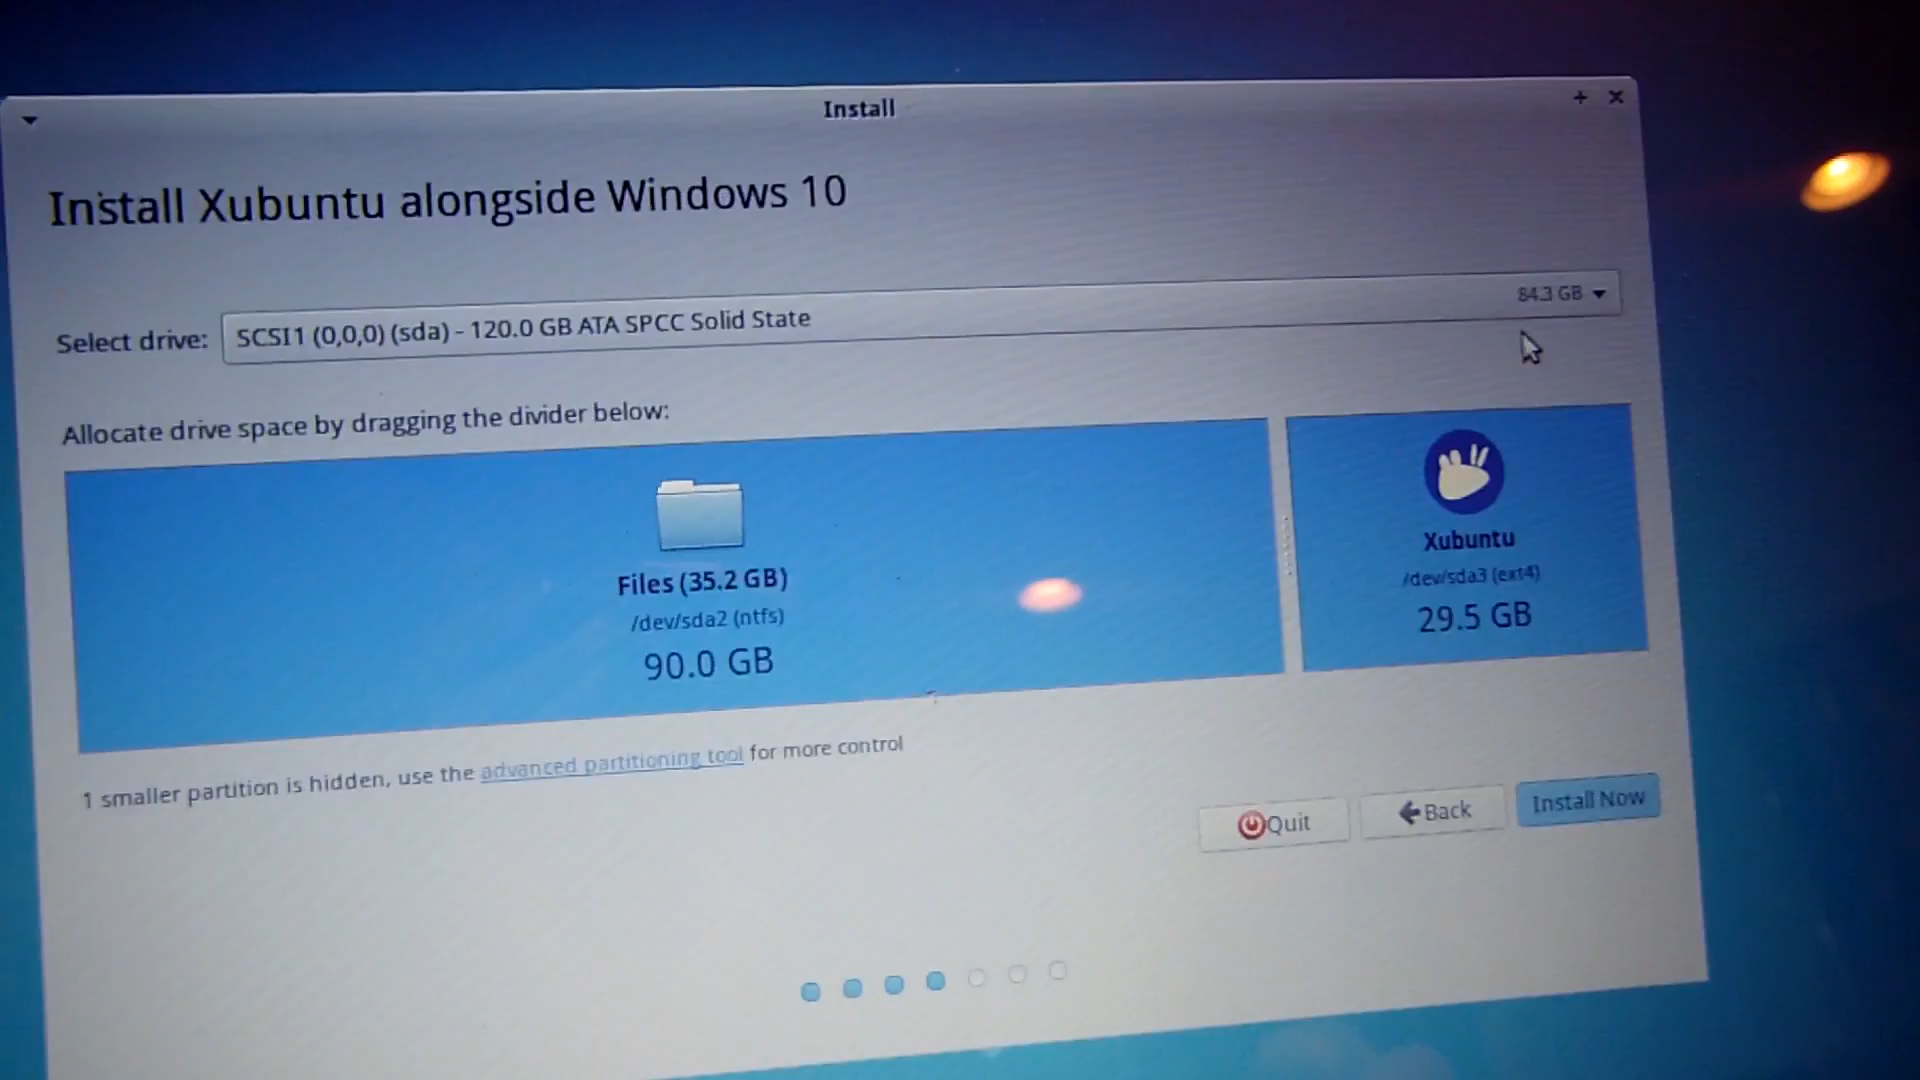 Install
Install Xubuntu alongside Windows 10
Select drive: SCSI1 (0,0,0) (sda) - 120.0 GB ATA SPCC Solid State 84.3 GB
Allocate drive space by dragging the divider below:
Files (35.2 GB)
/dev/sda2 (ntfs)
90.0 GB
Xubuntu
/dev/sda3 (ext4)
29.5 GB
1 smaller partition is hidden, use the advanced partitioning tool for more control
Quit
Back
Install Now